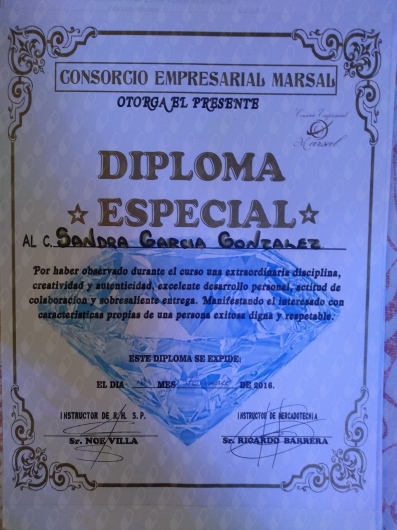 CONSORCIO EMPRESARIAL MARSAL
OTORGA EL PRESENTE
Marsal
DIPLOMA
ESPECIAL
AL C. SANDRA GARCIA GONZALEZ
Por haber observado durante el curso una extraordinaria disciplina,
creatividad y autenticidad, excelente desarrollo personal, actitud de
colaboracion y sobresaliente entrega. Manifestando el interesado con
caracteristicas propias de una persona exitosa digna y respetable.
ESTE DIPLOMA SE EXPIDE:
EL DIA MES DE 2016.
INSTRUCTOR DE R. H. S. P. INSTRUCTOR DE MERCADOTECNIA
Sr. NOE VILLA Sr. RICARDO BARRERA